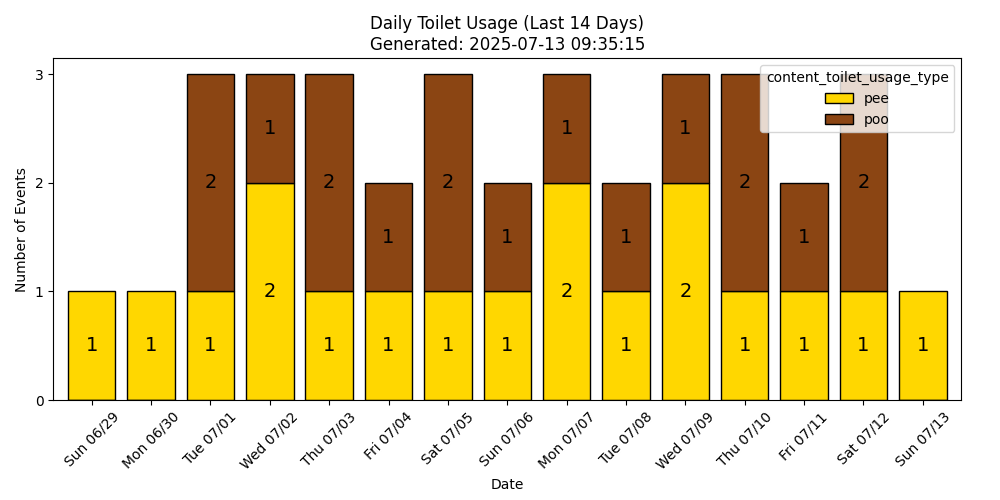 Daily Toilet Usage (Last 14 Days)
Generated: 2025-07-13 09:35:15
content_toilet_usage_type
pee
poo
Number of Events
3
2
1
0
1
1
2
1
1
2
2
1
1
1
2
1
1
1
1
2
1
1
1
2
2
1
1
1
2
1
1
Sun 06/29
Mon 06/30
Tue 07/01
Wed 07/02
Thu 07/03
Fri 07/04
Sat 07/05
Sun 07/06
Mon 07/07
Tue 07/08
Wed 07/09
Thu 07/10
Fri 07/11
Sat 07/12
Sun 07/13
Date